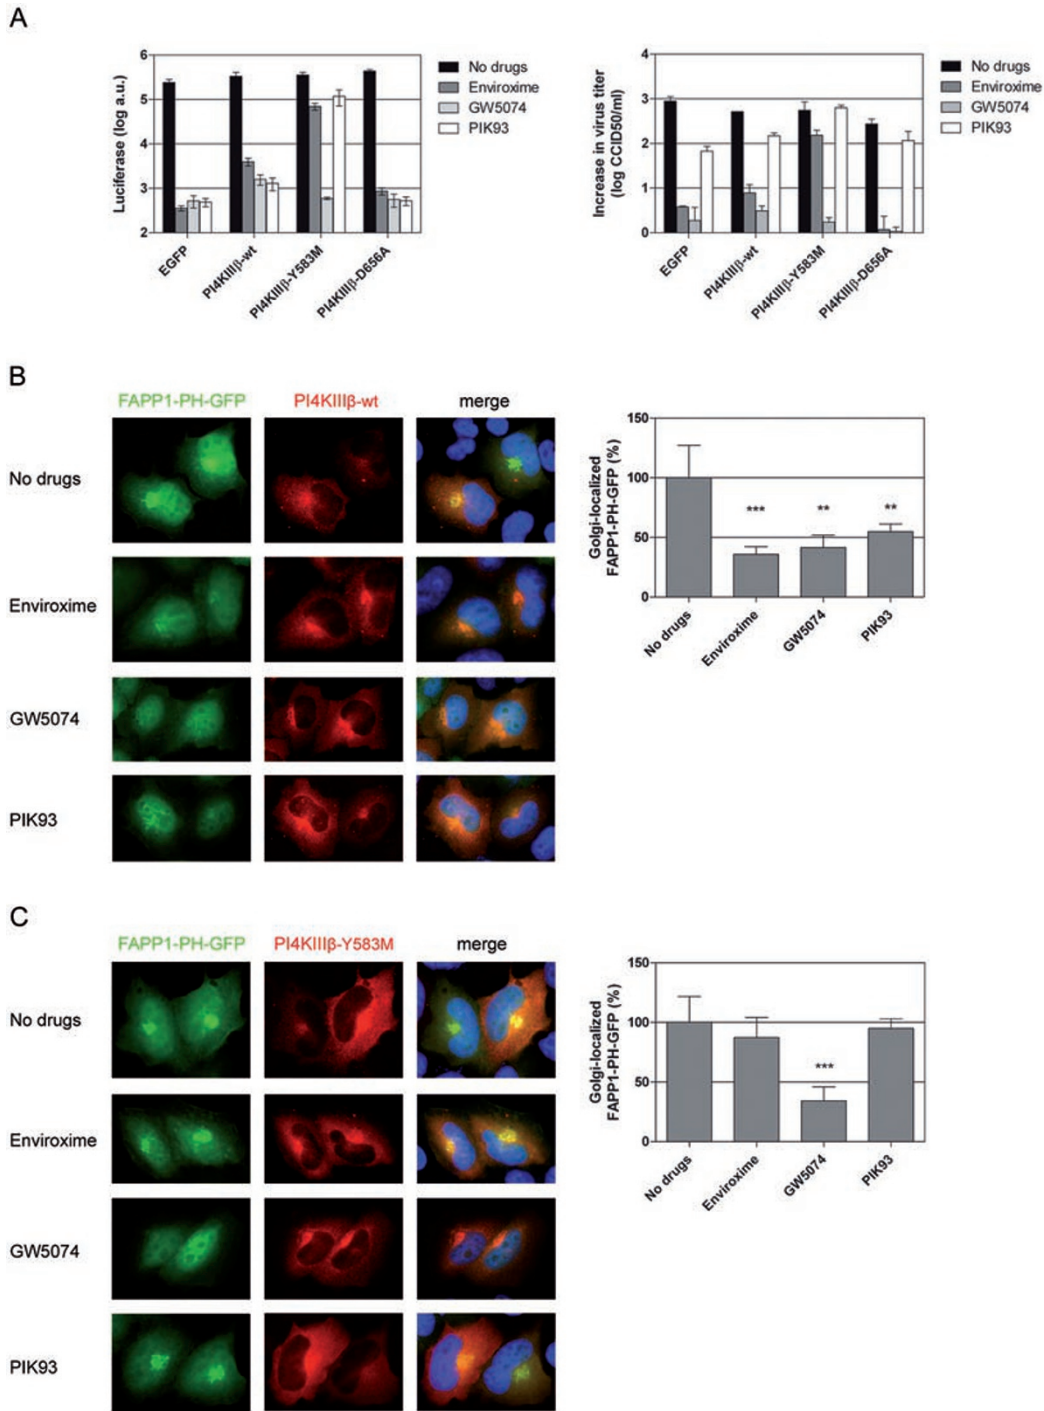 A
6
5
4
3
2
Luciferase (log a.u.)
EGFP
PI4KIIIβ-wt
PI4KIIIβ-Y583M
PI4KIIIβ-D656A
No drugs
Enviroxime
GW5074
PIK93
4
3
2
1
0
Increase in virus titer
(log CCID50/ml)
EGFP
PI4KIIIβ-wt
PI4KIIIβ-Y583M
PI4KIIIβ-D656A
No drugs
Enviroxime
GW5074
PIK93
B
FAPP1-PH-GFP
PI4KIIIβ-wt
merge
No drugs
Enviroxime
GW5074
PIK93
150
100
50
0
Golgi-localized
FAPP1-PH-GFP (%)
***
**
**
No drugs
Enviroxime
GW5074
PIK93
C
FAPP1-PH-GFP
PI4KIIIβ-Y583M
merge
No drugs
Enviroxime
GW5074
PIK93
150
100
50
0
Golgi-localized
FAPP1-PH-GFP (%)
***
No drugs
Enviroxime
GW5074
PIK93